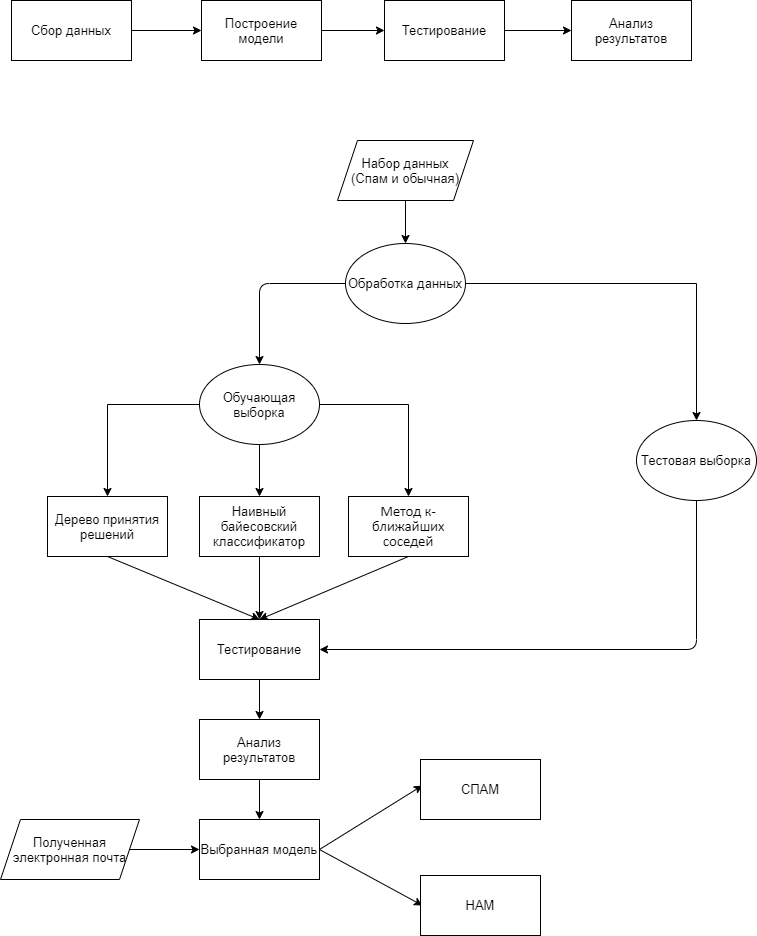 Сбор данных
Построение
модели
Тестирование
Анализ
результатов
Набор данных
(Спам и обычная)
Обработка данных
Обучающая
выборка
Тестовая выборка
Дерево принятия
решений
Наивный
байесовский
классификатор
Метод к-
ближайших
соседей
Тестирование
Анализ
результатов
СПАМ
Полученная
электронная почта
Выбранная модель
НАМ